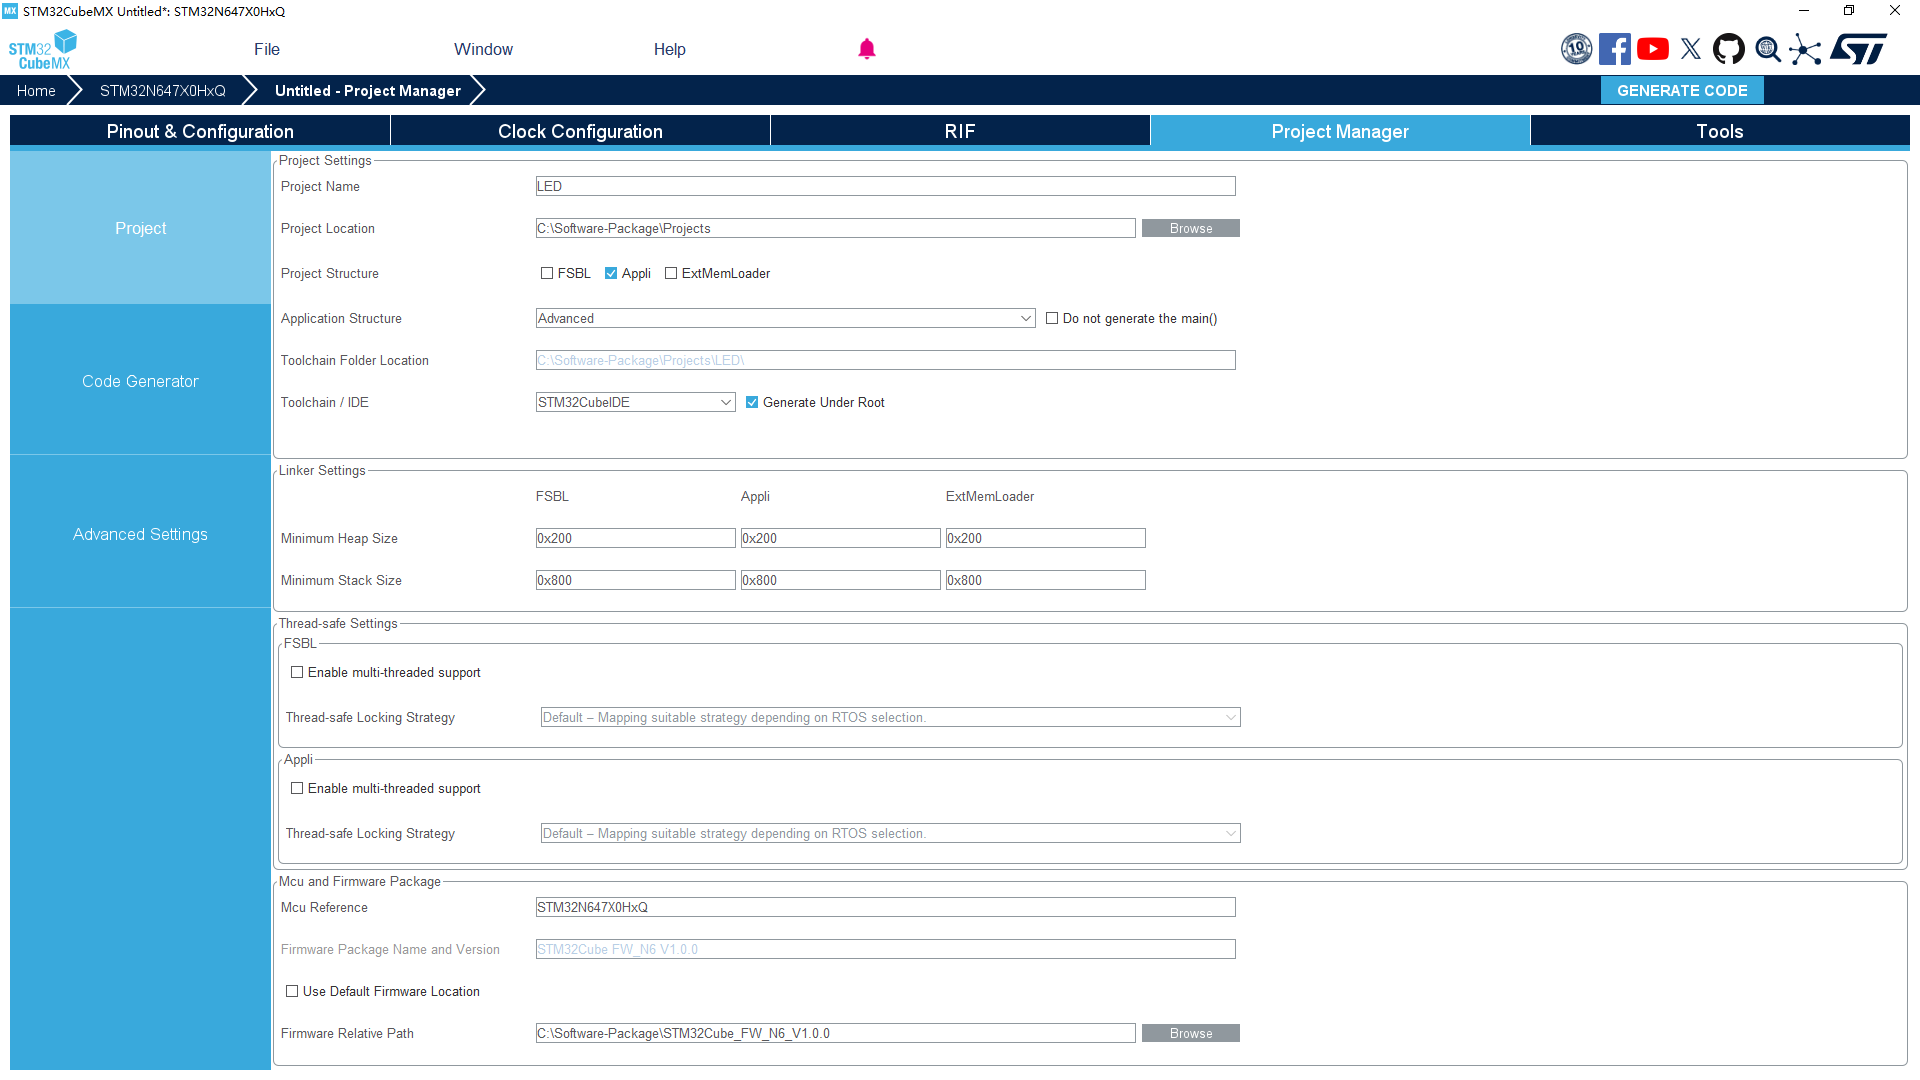 MX STM32CubeMX Untitled*: STM32N647X0HxQ
STM32 CubeMX
File Window Help
10
ST
Home STM32N647X0HxQ Untitled - Project Manager GENERATE CODE
Pinout & Configuration Clock Configuration RIF Project Manager Tools
Project
Code Generator
Advanced Settings
Project Settings
Project Name LED
Project Location C:\Software-Package\Projects Browse
Project Structure FSBL Appli ExtMemLoader
Application Structure Advanced Do not generate the main()
Toolchain Folder Location C:\Software-Package\Projects\LED\
Toolchain / IDE STM32CubeIDE Generate Under Root
Linker Settings
FSBL Appli ExtMemLoader
Minimum Heap Size 0x200 0x200 0x200
Minimum Stack Size 0x800 0x800 0x800
Thread-safe Settings
FSBL
Enable multi-threaded support
Thread-safe Locking Strategy Default – Mapping suitable strategy depending on RTOS selection.
Appli
Enable multi-threaded support
Thread-safe Locking Strategy Default – Mapping suitable strategy depending on RTOS selection.
Mcu and Firmware Package
Mcu Reference STM32N647X0HxQ
Firmware Package Name and Version STM32Cube FW_N6 V1.0.0
Use Default Firmware Location
Firmware Relative Path C:\Software-Package\STM32Cube_FW_N6_V1.0.0 Browse